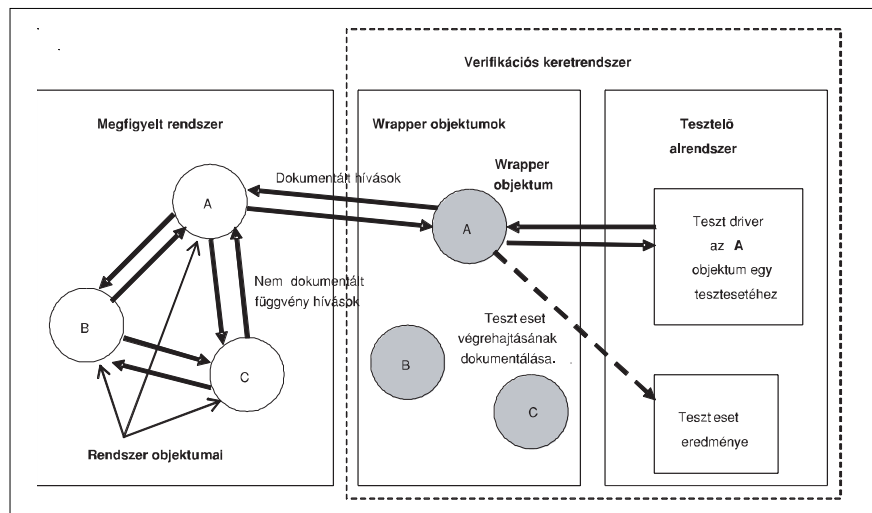 Verifikációs keretrendszer
Megfigyelt rendszer
Wrapper objektumok
Tesztelő
alrendszer
Dokumentált hívások
Wrapper
objektum
A
A
Teszt driver
az A
objektum egy
tesztesetéhez
Nem dokumentált
függvény hívások
B
C
Teszt eset
végrehajtásának
dokumentálása.
B
C
Teszt eset
eredménye
Rendszer objektumai